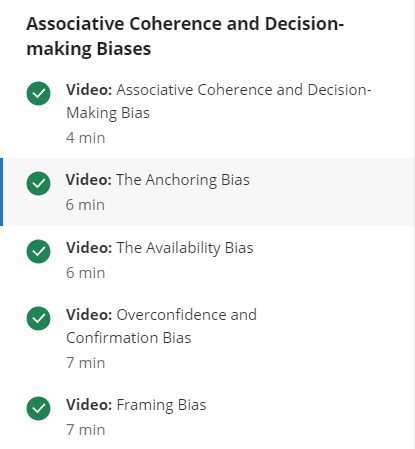 Associative Coherence and Decision-
making Biases
Video: Associative Coherence and Decision-
Making Bias
4 min
Video: The Anchoring Bias
6 min
Video: The Availability Bias
6 min
Video: Overconfidence and
Confirmation Bias
7 min
Video: Framing Bias
7 min